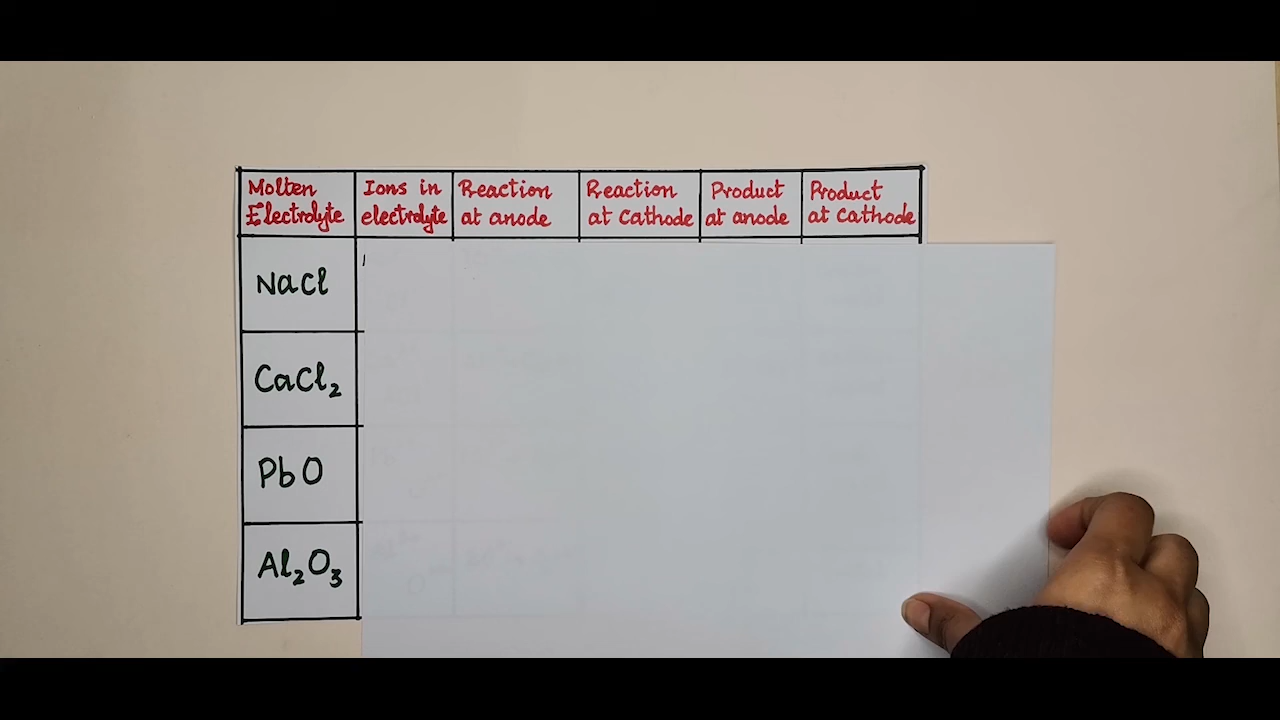 Molten Electrolyte
Ions in electrolyte
Reaction at anode
Reaction at Cathode
Product at anode
Product at Cathode
NaCl
CaCl₂
PbO
Al₂O₃